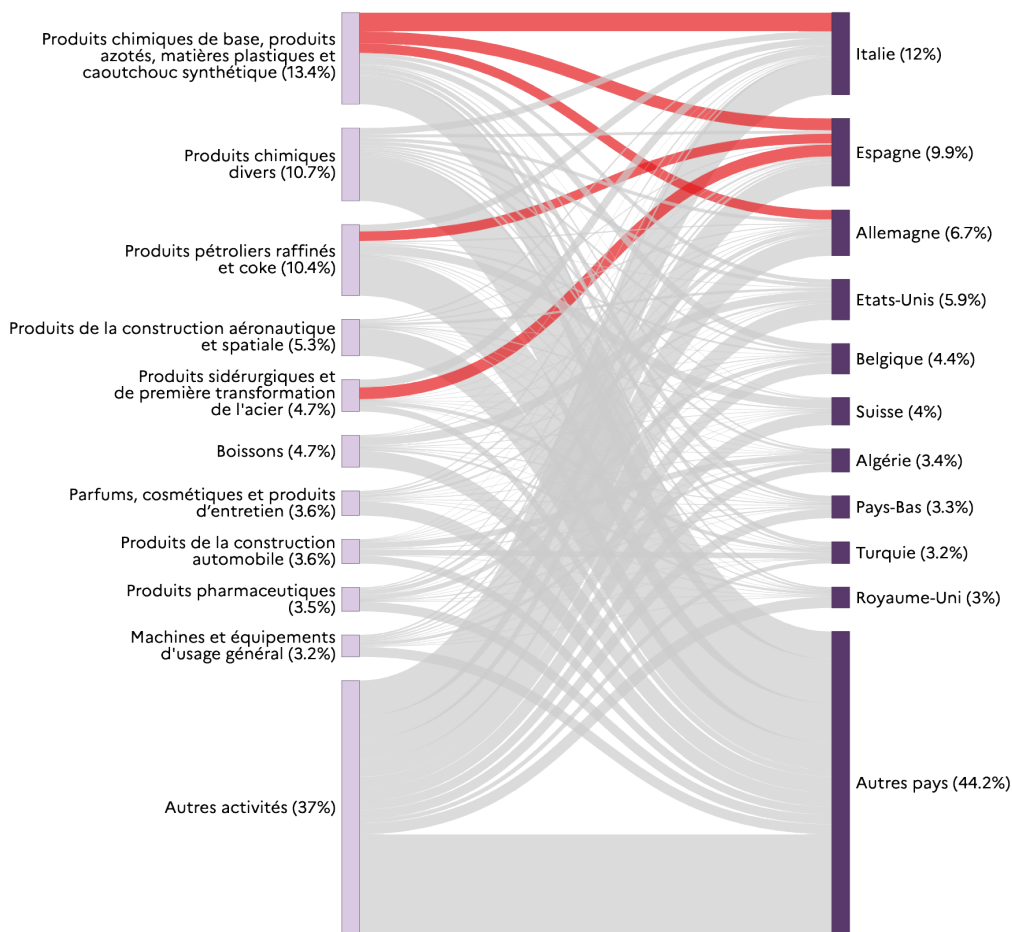 Produits chimiques de base, produits
azotés, matières plastiques et
caoutchouc synthétique (13.4%)
Produits chimiques
divers (10.7%)
Produits pétroliers raffinés
et coke (10.4%)
Produits de la construction aéronautique
et spatiale (5.3%)
Produits sidérurgiques et
de première transformation
de l'acier (4.7%)
Boissons (4.7%)
Parfums, cosmétiques et produits
d’entretien (3.6%)
Produits de la construction
automobile (3.6%)
Produits pharmaceutiques
(3.5%)
Machines et équipements
d'usage général (3.2%)
Autres activités (37%)
Italie (12%)
Espagne (9.9%)
Allemagne (6.7%)
Etats-Unis (5.9%)
Belgique (4.4%)
Suisse (4%)
Algérie (3.4%)
Pays-Bas (3.3%)
Turquie (3.2%)
Royaume-Uni (3%)
Autres pays (44.2%)